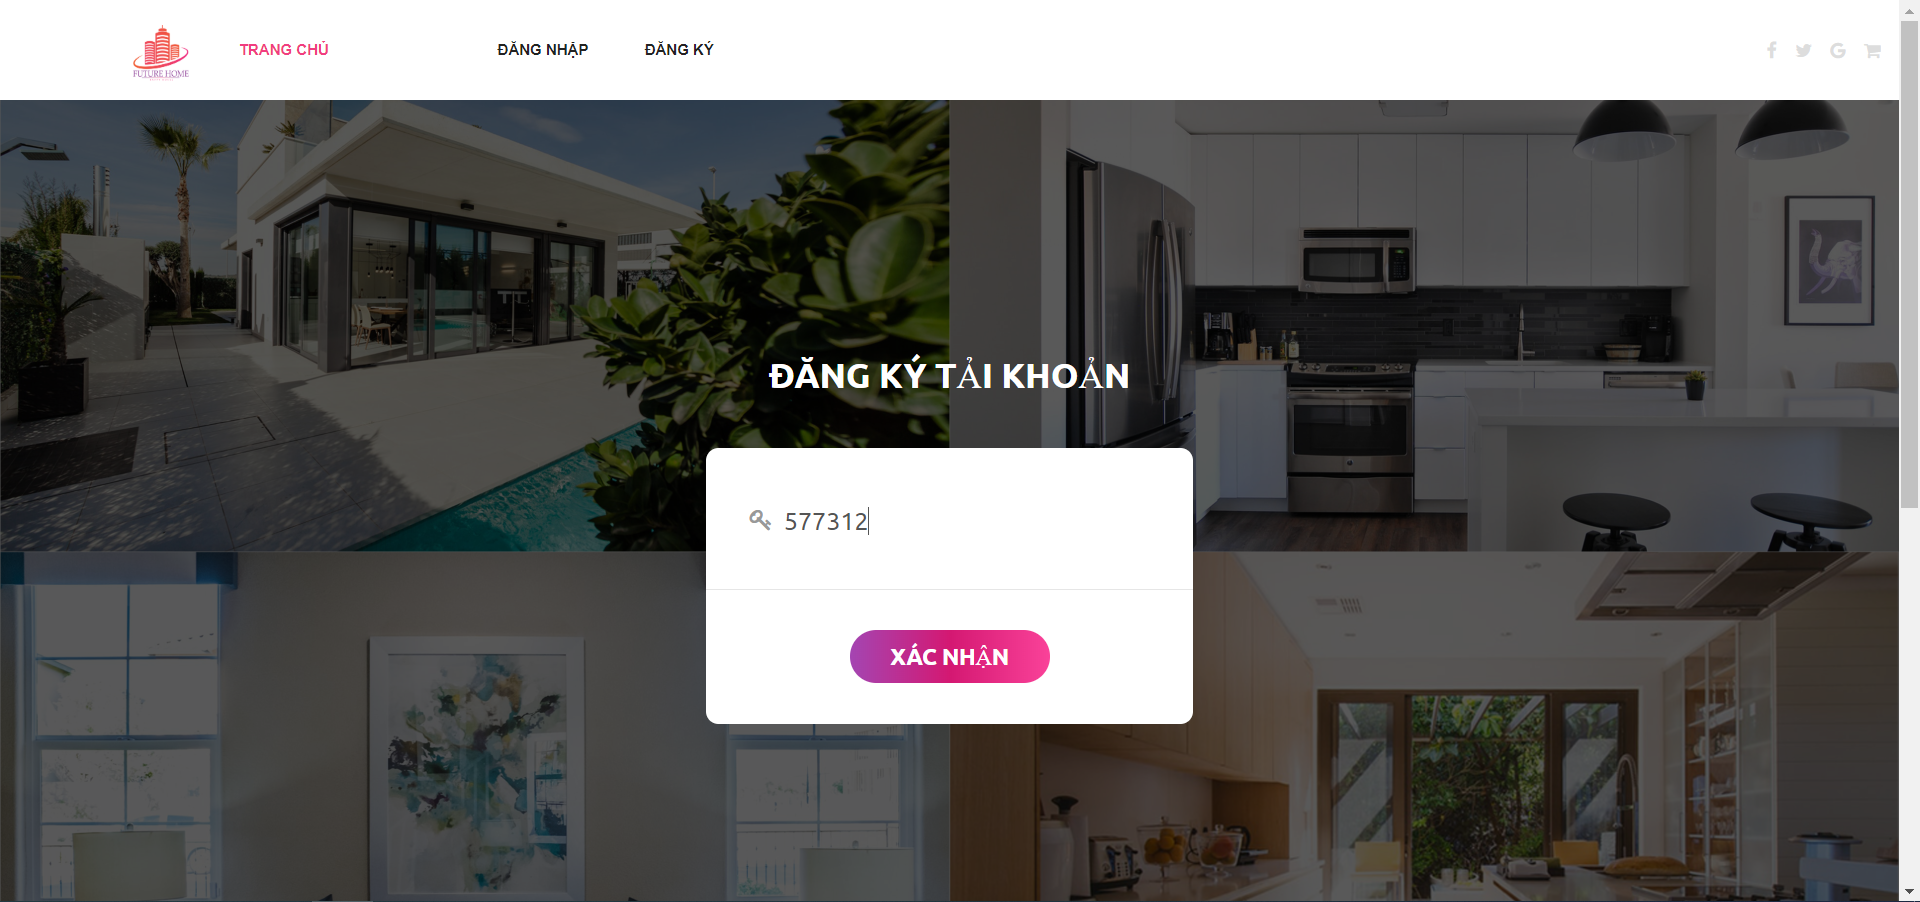 FUTURE HOME
TRANG CHỦ
ĐĂNG NHẬP
ĐĂNG KÝ
ĐĂNG KÝ TẢI KHOẢN
577312
XÁC NHẬN